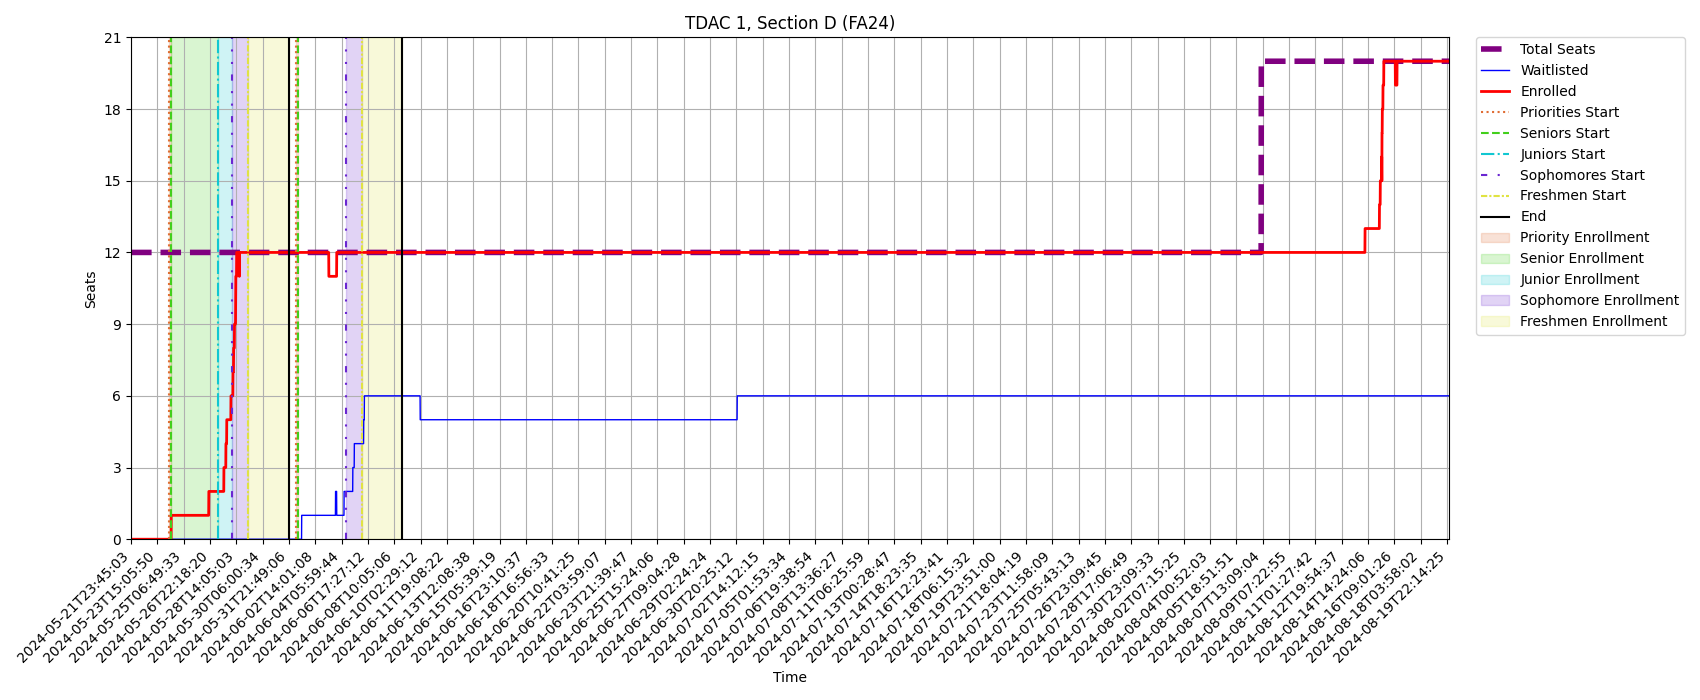 TDAC 1, Section D (FA24)
Seats
21
18
15
12
9
6
3
0
2024-05-21T23:45:03
2024-05-23T15:05:50
2024-05-25T06:49:33
2024-05-26T22:18:20
2024-05-28T14:05:03
2024-05-30T06:00:34
2024-05-31T21:49:06
2024-06-02T14:01:08
2024-06-04T05:59:44
2024-06-06T17:27:12
2024-06-08T10:05:06
2024-06-10T02:29:12
2024-06-11T19:08:22
2024-06-13T12:08:38
2024-06-15T05:39:19
2024-06-16T23:10:37
2024-06-18T16:56:33
2024-06-20T10:41:25
2024-06-22T03:59:07
2024-06-23T21:39:47
2024-06-25T15:24:06
2024-06-27T09:04:28
2024-06-29T02:24:24
2024-06-30T20:25:12
2024-07-02T14:12:15
2024-07-05T01:53:34
2024-07-06T19:38:54
2024-07-08T13:36:27
2024-07-11T06:25:59
2024-07-13T00:28:47
2024-07-14T18:23:35
2024-07-16T12:23:41
2024-07-18T06:15:32
2024-07-19T23:51:00
2024-07-21T18:04:19
2024-07-23T11:58:09
2024-07-25T05:43:13
2024-07-26T23:09:45
2024-07-28T17:06:49
2024-07-30T23:09:33
2024-08-02T07:15:25
2024-08-04T00:52:03
2024-08-05T18:51:51
2024-08-07T13:09:04
2024-08-09T07:22:55
2024-08-11T01:27:42
2024-08-12T19:54:37
2024-08-14T14:24:06
2024-08-16T09:01:26
2024-08-18T03:58:02
2024-08-19T22:14:25
Time
Total Seats
Waitlisted
Enrolled
Priorities Start
Seniors Start
Juniors Start
Sophomores Start
Freshmen Start
End
Priority Enrollment
Senior Enrollment
Junior Enrollment
Sophomore Enrollment
Freshmen Enrollment